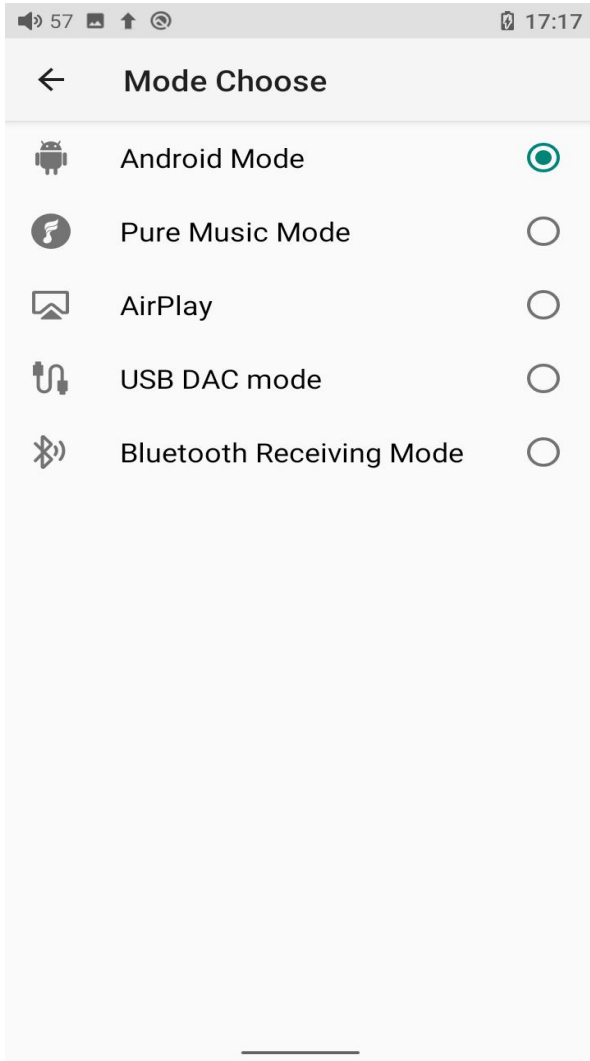 57 17:17
Mode Choose
Android Mode
Pure Music Mode
AirPlay
USB DAC mode
Bluetooth Receiving Mode